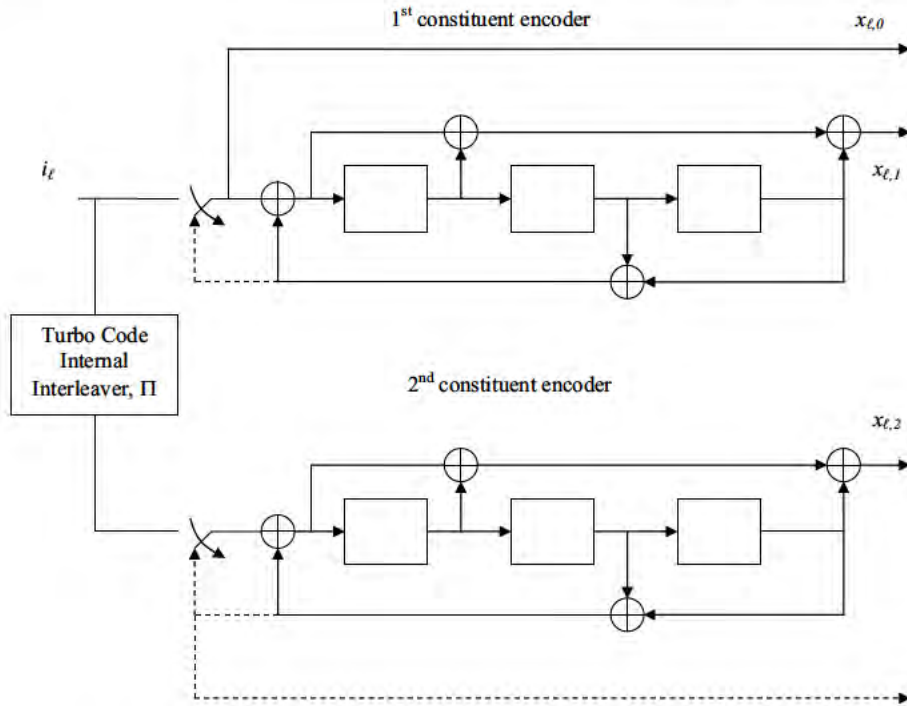 1st constituent encoder
xℓ,0
iℓ
xℓ,1
Turbo Code
Internal
Interleaver, Π
2nd constituent encoder
xℓ,2